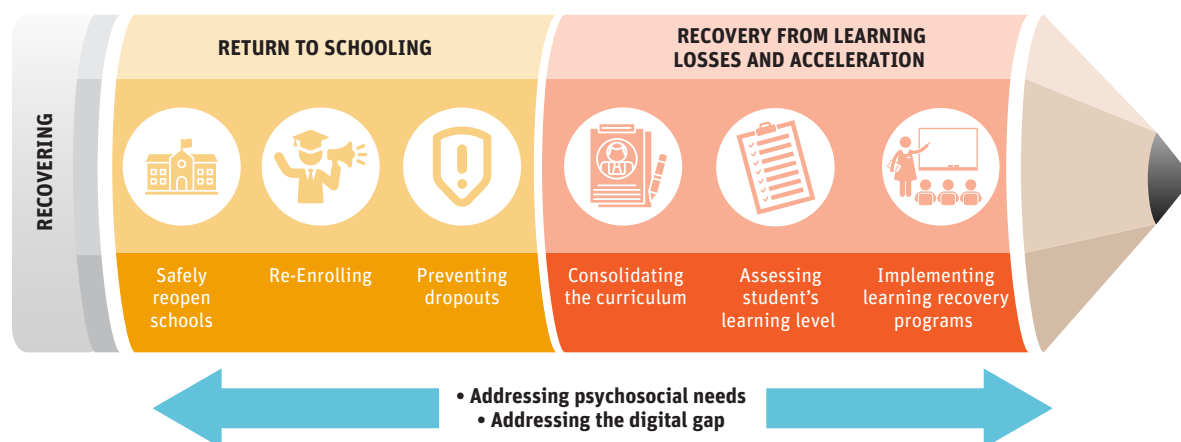 RECOVERING
RETURN TO SCHOOLING
Safely
reopen
schools
Re-Enrolling
Preventing
dropouts
RECOVERY FROM LEARNING
LOSSES AND ACCELERATION
Consolidating
the curriculum
Assessing
student's
learning level
Implementing
learning recovery
programs
• Addressing psychosocial needs
• Addressing the digital gap